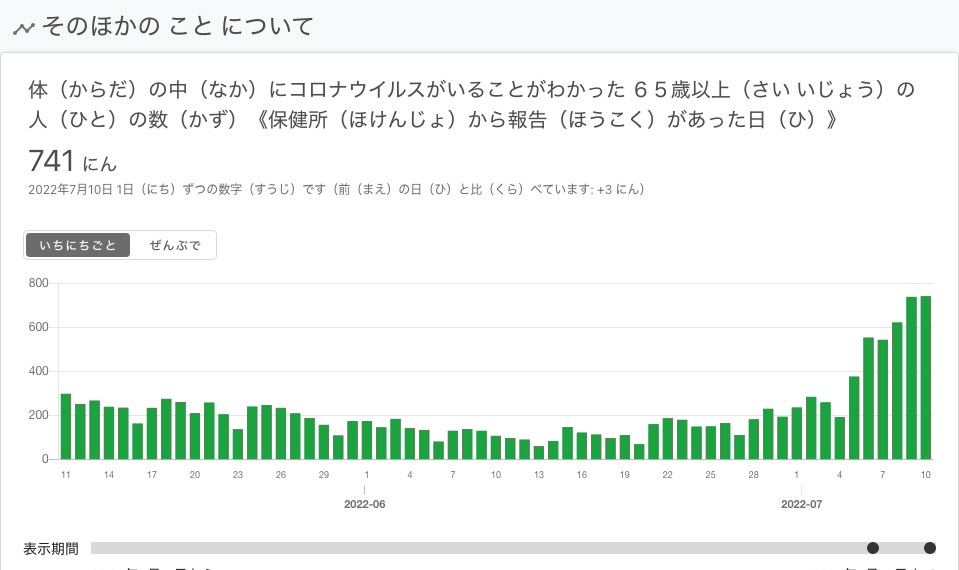 そのほかの こと について
体（からだ）の中（なか）にコロナウイルスがいることがわかった ６５歳以上（さい いじょう）の
人（ひと）の数（かず）《保健所（ほけんじょ）から報告（ほうこく）があった日（ひ）》
741 にん
2022年7月10日 1日（にち）ずつの数字（すうじ）です（前（まえ）の日（ひ）と比（くら）べています: +3 にん）
いちにちごと ぜんぶで
800
600
400
200
0
11 14 17 20 23 26 29 1 4 7 10 13 16 19 22 25 28 1 4 7 10
2022-06 2022-07
表示期間